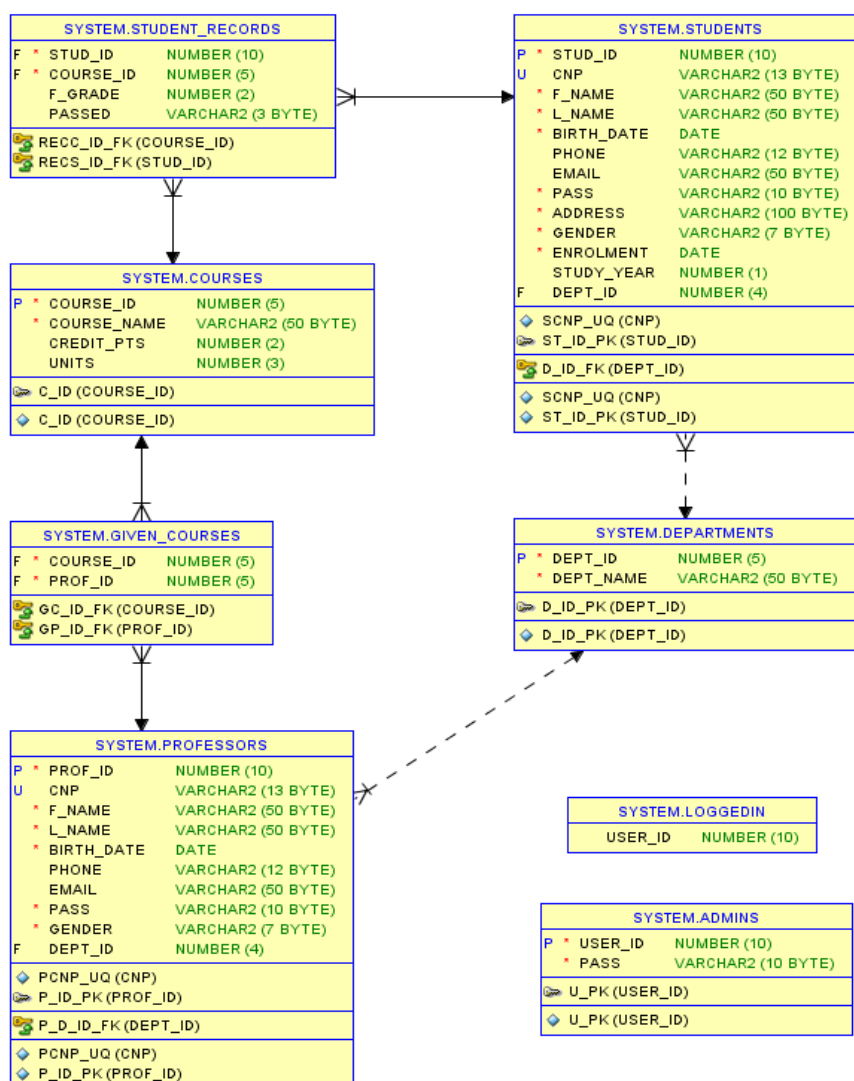 SYSTEM.STUDENT_RECORDS
F * STUD_ID NUMBER (10)
F * COURSE_ID NUMBER (5)
F_GRADE NUMBER (2)
PASSED VARCHAR2 (3 BYTE)
RECC_ID_FK (COURSE_ID)
RECS_ID_FK (STUD_ID)
SYSTEM.STUDENTS
P * STUD_ID NUMBER (10)
U CNP VARCHAR2 (13 BYTE)
* F_NAME VARCHAR2 (50 BYTE)
* L_NAME VARCHAR2 (50 BYTE)
* BIRTH_DATE DATE
PHONE VARCHAR2 (12 BYTE)
EMAIL VARCHAR2 (50 BYTE)
* PASS VARCHAR2 (10 BYTE)
* ADDRESS VARCHAR2 (100 BYTE)
* GENDER VARCHAR2 (7 BYTE)
* ENROLMENT DATE
STUDY_YEAR NUMBER (1)
F DEPT_ID NUMBER (4)
SCNP_UQ (CNP)
ST_ID_PK (STUD_ID)
D_ID_FK (DEPT_ID)
SCNP_UQ (CNP)
ST_ID_PK (STUD_ID)
SYSTEM.COURSES
P * COURSE_ID NUMBER (5)
* COURSE_NAME VARCHAR2 (50 BYTE)
CREDIT_PTS NUMBER (2)
UNITS NUMBER (3)
C_ID (COURSE_ID)
C_ID (COURSE_ID)
SYSTEM.GIVEN_COURSES
F * COURSE_ID NUMBER (5)
F * PROF_ID NUMBER (5)
GC_ID_FK (COURSE_ID)
GP_ID_FK (PROF_ID)
SYSTEM.DEPARTMENTS
P * DEPT_ID NUMBER (5)
* DEPT_NAME VARCHAR2 (50 BYTE)
D_ID_PK (DEPT_ID)
D_ID_PK (DEPT_ID)
SYSTEM.PROFESSORS
P * PROF_ID NUMBER (10)
U CNP VARCHAR2 (13 BYTE)
* F_NAME VARCHAR2 (50 BYTE)
* L_NAME VARCHAR2 (50 BYTE)
* BIRTH_DATE DATE
PHONE VARCHAR2 (12 BYTE)
EMAIL VARCHAR2 (50 BYTE)
* PASS VARCHAR2 (10 BYTE)
* GENDER VARCHAR2 (7 BYTE)
F DEPT_ID NUMBER (4)
PCNP_UQ (CNP)
P_ID_PK (PROF_ID)
P_D_ID_FK (DEPT_ID)
PCNP_UQ (CNP)
P_ID_PK (PROF_ID)
SYSTEM.LOGGEDIN
USER_ID NUMBER (10)
SYSTEM.ADMINS
P * USER_ID NUMBER (10)
* PASS VARCHAR2 (10 BYTE)
U_PK (USER_ID)
U_PK (USER_ID)